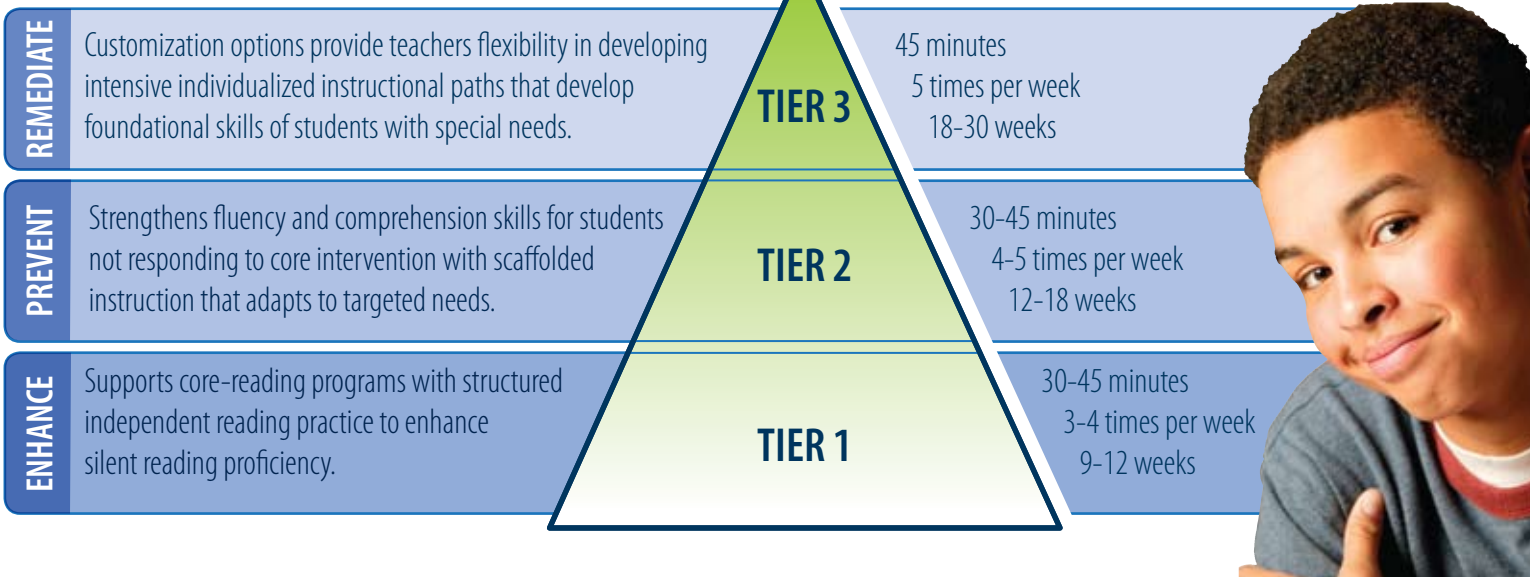 REMEDIATE
Customization options provide teachers flexibility in developing
intensive individualized instructional paths that develop
foundational skills of students with special needs.
TIER 3
45 minutes
5 times per week
18-30 weeks
PREVENT
Strengthens fluency and comprehension skills for students
not responding to core intervention with scaffolded
instruction that adapts to targeted needs.
TIER 2
30-45 minutes
4-5 times per week
12-18 weeks
ENHANCE
Supports core-reading programs with structured
independent reading practice to enhance
silent reading proficiency.
TIER 1
30-45 minutes
3-4 times per week
9-12 weeks